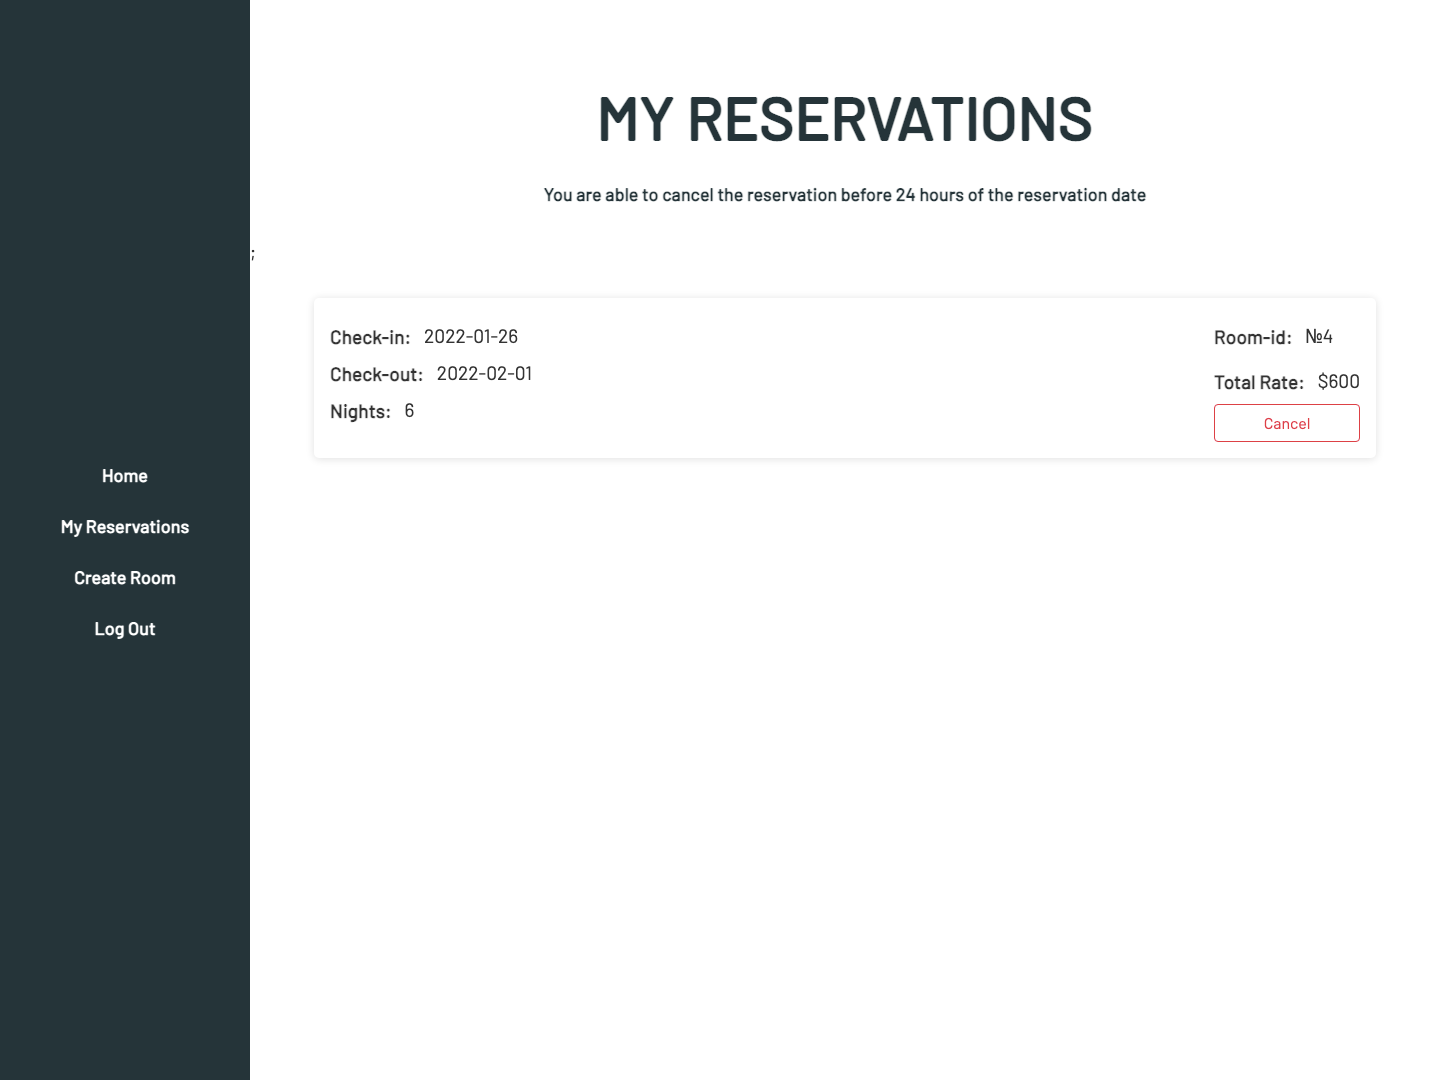 Home
My Reservations
Create Room
Log Out
MY RESERVATIONS
You are able to cancel the reservation before 24 hours of the reservation date
;
Check-in: 2022-01-26
Check-out: 2022-02-01
Nights: 6
Room-id: №4
Total Rate: $600
Cancel